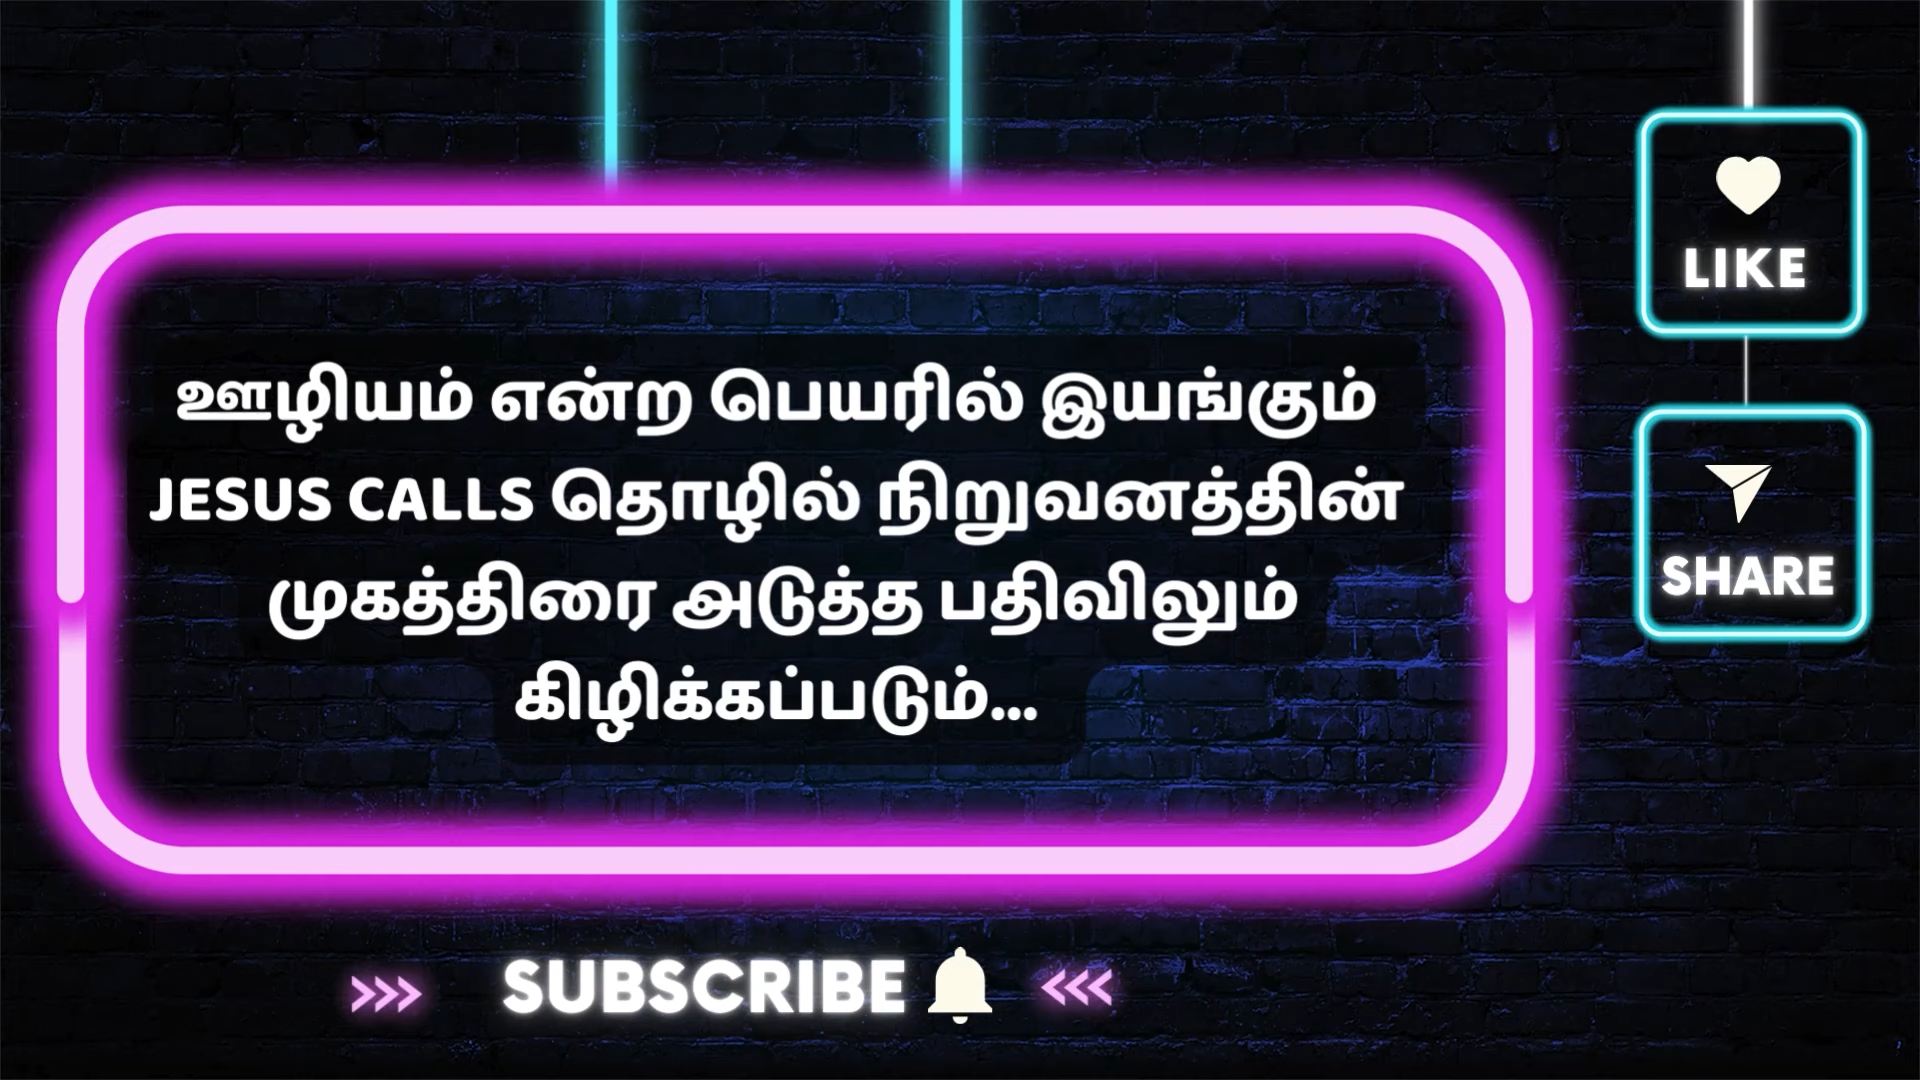 ஊழியம் என்ற பெயரில் இயங்கும்
JESUS CALLS தொழில் நிறுவனத்தின்
முகத்திரை அடுத்த பதிவிலும்
கிழிக்கப்படும்...
LIKE
SHARE
>>> SUBSCRIBE <<<